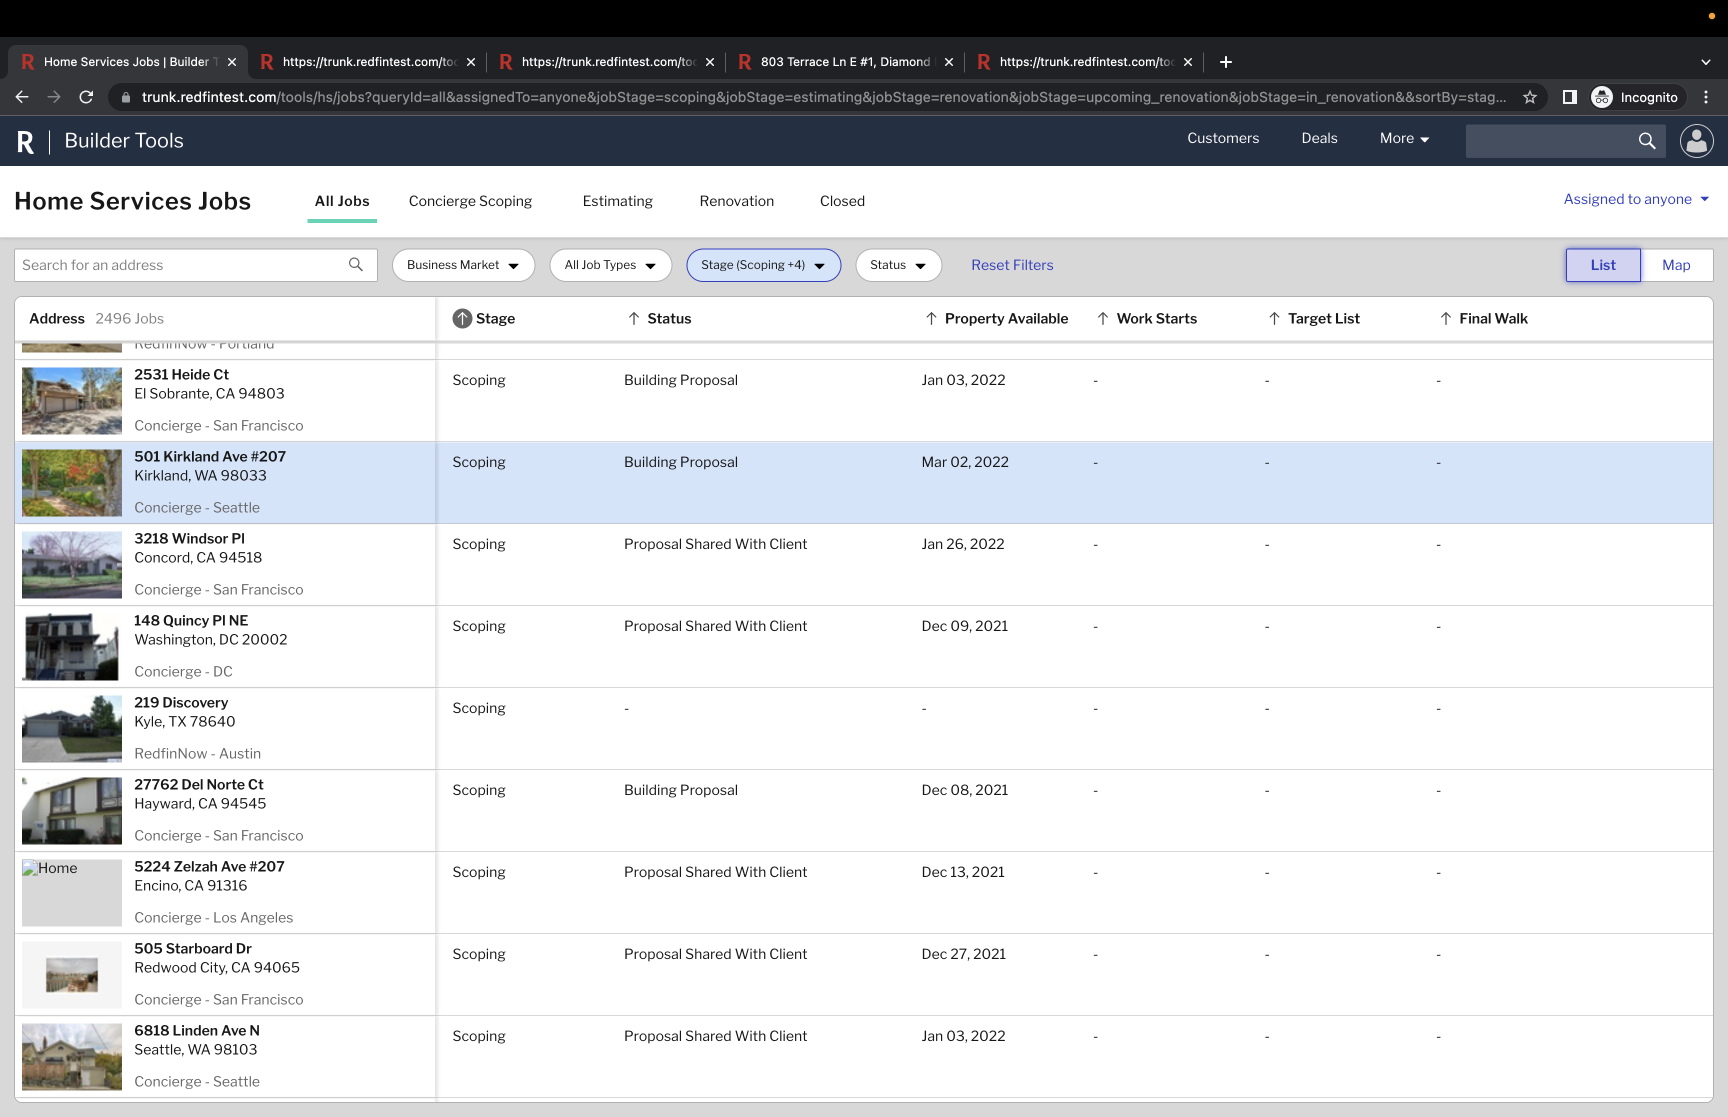 Home Services Jobs | Builder T
https://trunk.redfintest.com/too
https://trunk.redfintest.com/too
803 Terrace Ln E #1, Diamond
https://trunk.redfintest.com/too
trunk.redfintest.com/tools/hs/jobs?queryId=all&assignedTo=anyone&jobStage=scoping&jobStage=estimating&jobStage=renovation&jobStage=upcoming_renovation&jobStage=in_renovation&&sortBy=stag...
Incognito
R | Builder Tools
Customers
Deals
More
Home Services Jobs
All Jobs
Concierge Scoping
Estimating
Renovation
Closed
Assigned to anyone
Search for an address
Business Market
All Job Types
Stage (Scoping +4)
Status
Reset Filters
List
Map
Address 2496 Jobs
Stage
Status
Property Available
Work Starts
Target List
Final Walk
RedfinNow - Portland
2531 Heide Ct
El Sobrante, CA 94803
Concierge - San Francisco
Scoping
Building Proposal
Jan 03, 2022
-
-
-
501 Kirkland Ave #207
Kirkland, WA 98033
Concierge - Seattle
Scoping
Building Proposal
Mar 02, 2022
-
-
-
3218 Windsor Pl
Concord, CA 94518
Concierge - San Francisco
Scoping
Proposal Shared With Client
Jan 26, 2022
-
-
-
148 Quincy Pl NE
Washington, DC 20002
Concierge - DC
Scoping
Proposal Shared With Client
Dec 09, 2021
-
-
-
219 Discovery
Kyle, TX 78640
RedfinNow - Austin
Scoping
-
-
-
-
-
27762 Del Norte Ct
Hayward, CA 94545
Concierge - San Francisco
Scoping
Building Proposal
Dec 08, 2021
-
-
-
Home
5224 Zelzah Ave #207
Encino, CA 91316
Concierge - Los Angeles
Scoping
Proposal Shared With Client
Dec 13, 2021
-
-
-
505 Starboard Dr
Redwood City, CA 94065
Concierge - San Francisco
Scoping
Proposal Shared With Client
Dec 27, 2021
-
-
-
6818 Linden Ave N
Seattle, WA 98103
Concierge - Seattle
Scoping
Proposal Shared With Client
Jan 03, 2022
-
-
-